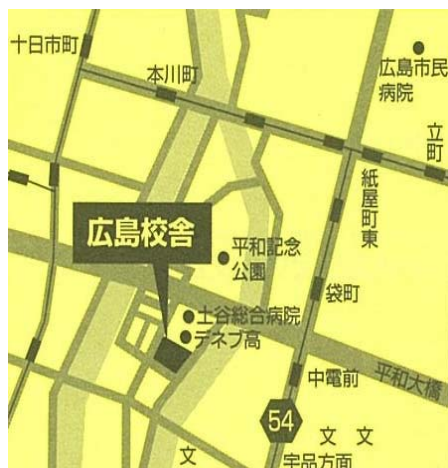 十日市町
本川町
広島市民
病院
立町
紙屋町東
広島校舎
平和記念
公園
袋町
土谷総合病院
デネブ高
中電前
平和大橋
54
文
文
文
宇品方面